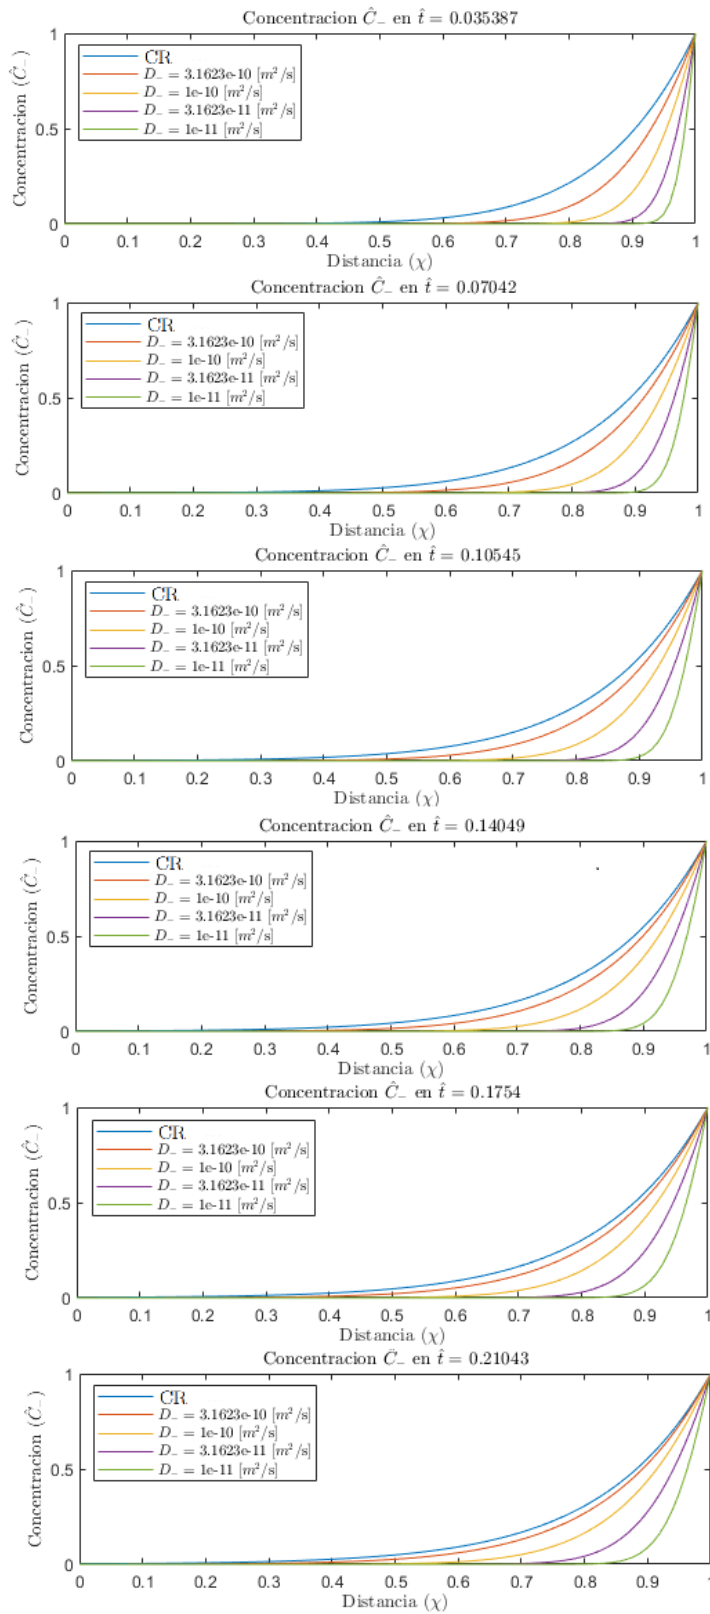 Concentracion Ĉ₋ en t̂ = 0.035387
Concentracion (Ĉ₋)
1
0.5
0
CR
D₋ = 3.1623e-10 [m²/s]
D₋ = 1e-10 [m²/s]
D₋ = 3.1623e-11 [m²/s]
D₋ = 1e-11 [m²/s]
0 0.1 0.2 0.3 0.4 0.5 0.6 0.7 0.8 0.9 1
Distancia (χ)
Concentracion Ĉ₋ en t̂ = 0.07042
Concentracion (Ĉ₋)
1
0.5
0
CR
D₋ = 3.1623e-10 [m²/s]
D₋ = 1e-10 [m²/s]
D₋ = 3.1623e-11 [m²/s]
D₋ = 1e-11 [m²/s]
0 0.1 0.2 0.3 0.4 0.5 0.6 0.7 0.8 0.9 1
Distancia (χ)
Concentracion Ĉ₋ en t̂ = 0.10545
Concentracion (Ĉ₋)
1
0.5
0
CR
D₋ = 3.1623e-10 [m²/s]
D₋ = 1e-10 [m²/s]
D₋ = 3.1623e-11 [m²/s]
D₋ = 1e-11 [m²/s]
0 0.1 0.2 0.3 0.4 0.5 0.6 0.7 0.8 0.9 1
Distancia (χ)
Concentracion Ĉ₋ en t̂ = 0.14049
Concentracion (Ĉ₋)
1
0.5
0
CR
D₋ = 3.1623e-10 [m²/s]
D₋ = 1e-10 [m²/s]
D₋ = 3.1623e-11 [m²/s]
D₋ = 1e-11 [m²/s]
0 0.1 0.2 0.3 0.4 0.5 0.6 0.7 0.8 0.9 1
Distancia (χ)
Concentracion Ĉ₋ en t̂ = 0.1754
Concentracion (Ĉ₋)
1
0.5
0
CR
D₋ = 3.1623e-10 [m²/s]
D₋ = 1e-10 [m²/s]
D₋ = 3.1623e-11 [m²/s]
D₋ = 1e-11 [m²/s]
0 0.1 0.2 0.3 0.4 0.5 0.6 0.7 0.8 0.9 1
Distancia (χ)
Concentracion Ĉ₋ en t̂ = 0.21043
Concentracion (Ĉ₋)
1
0.5
0
CR
D₋ = 3.1623e-10 [m²/s]
D₋ = 1e-10 [m²/s]
D₋ = 3.1623e-11 [m²/s]
D₋ = 1e-11 [m²/s]
0 0.1 0.2 0.3 0.4 0.5 0.6 0.7 0.8 0.9 1
Distancia (χ)